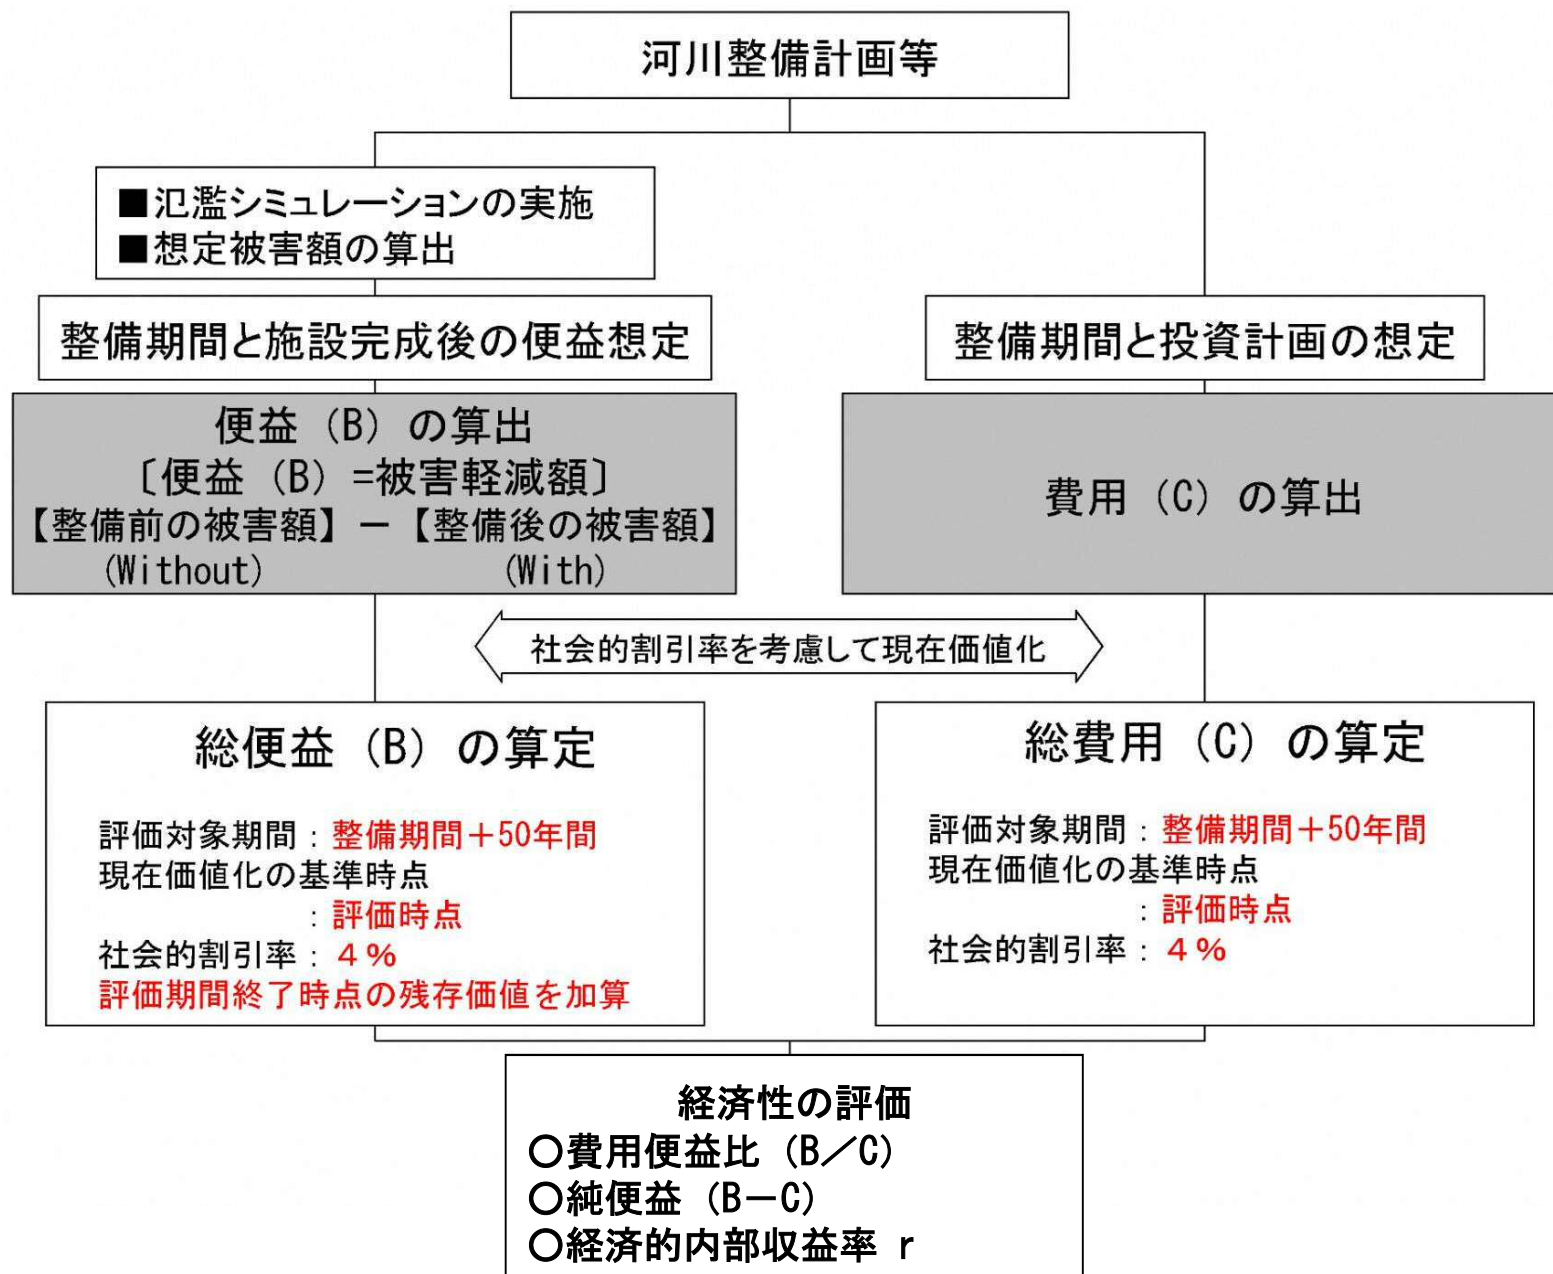 河川整備計画等
■氾濫シミュレーションの実施
■想定被害額の算出
整備期間と施設完成後の便益想定
整備期間と投資計画の想定
便益（B）の算出
〔便益（B）=被害軽減額〕
【整備前の被害額】－【整備後の被害額】
(Without) (With)
費用（C）の算出
社会的割引率を考慮して現在価値化
総便益（B）の算定
評価対象期間：整備期間＋50年間
現在価値化の基準時点
：評価時点
社会的割引率：４％
評価期間終了時点の残存価値を加算
総費用（C）の算定
評価対象期間：整備期間＋50年間
現在価値化の基準時点
：評価時点
社会的割引率：４％
経済性の評価
〇費用便益比（B／C）
〇純便益（B－C）
〇経済的内部収益率 r